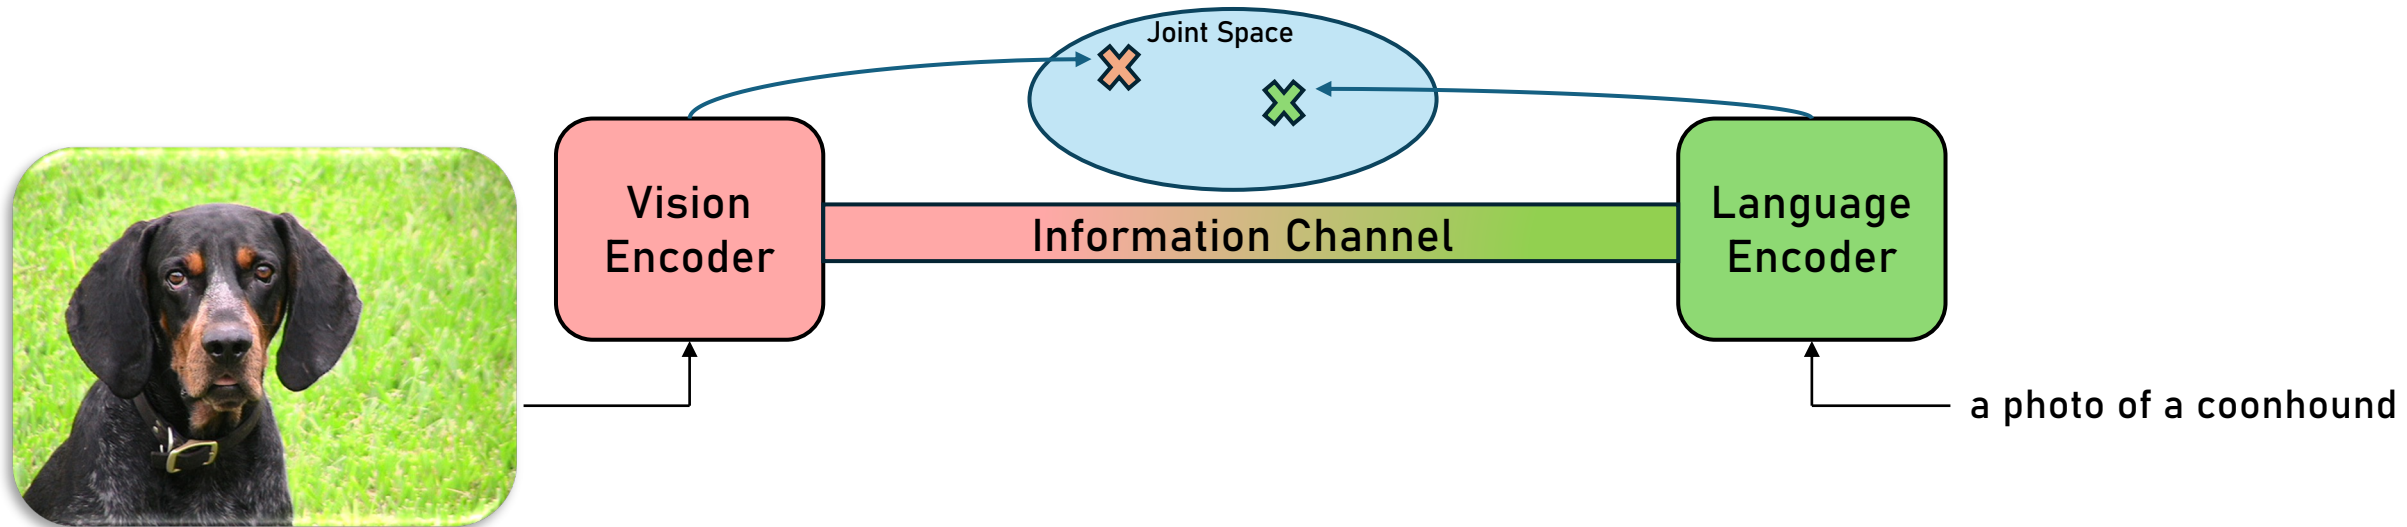 Joint Space
Vision
Encoder
Information Channel
Language
Encoder
a photo of a coonhound